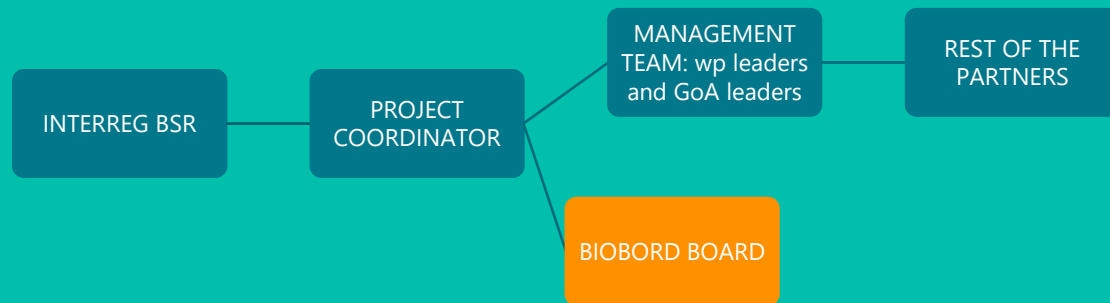 INTERREG BSR
PROJECT
COORDINATOR
MANAGEMENT
TEAM: wp leaders
and GoA leaders
REST OF THE
PARTNERS
BIOBORD BOARD